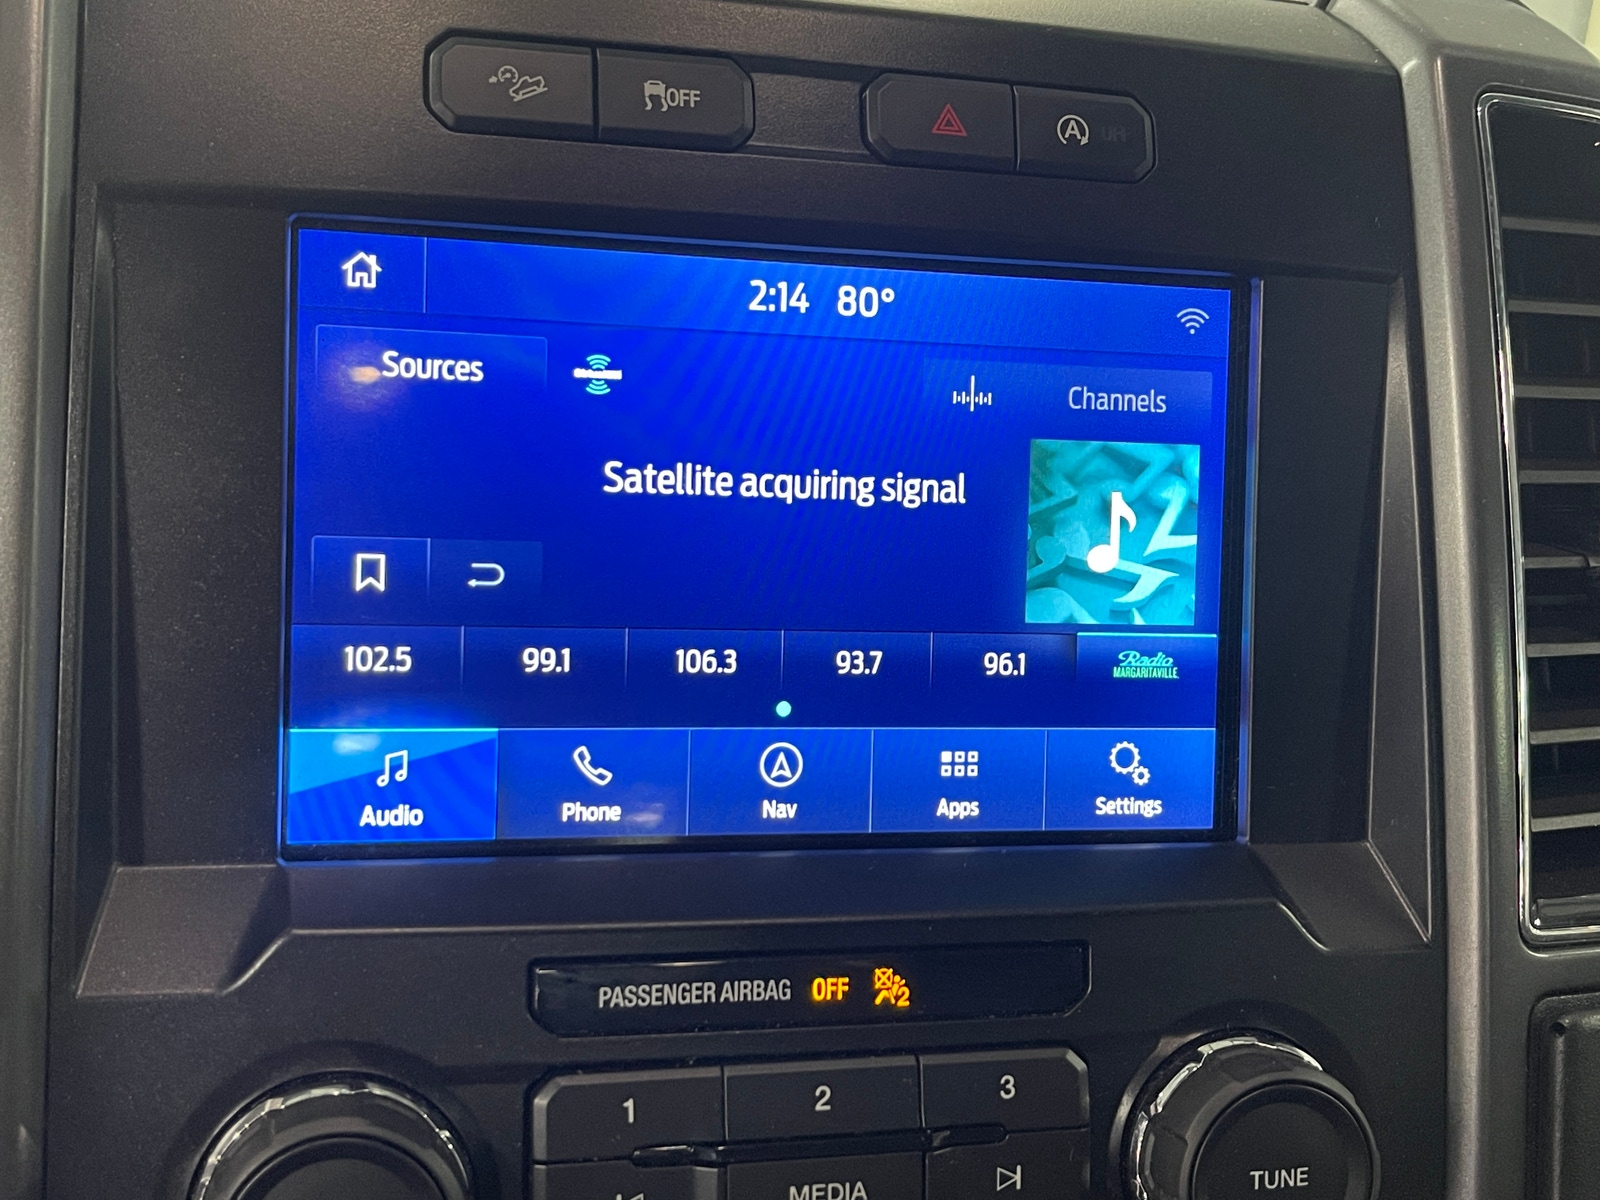 OFF
A
2:14 80°
Sources
Channels
Satellite acquiring signal
102.5 99.1 106.3 93.7 96.1 Radio
MARGARITAVILLE
Audio Phone Nav Apps Settings
PASSENGER AIRBAG OFF 2
1 2 3
MEDIA
TUNE